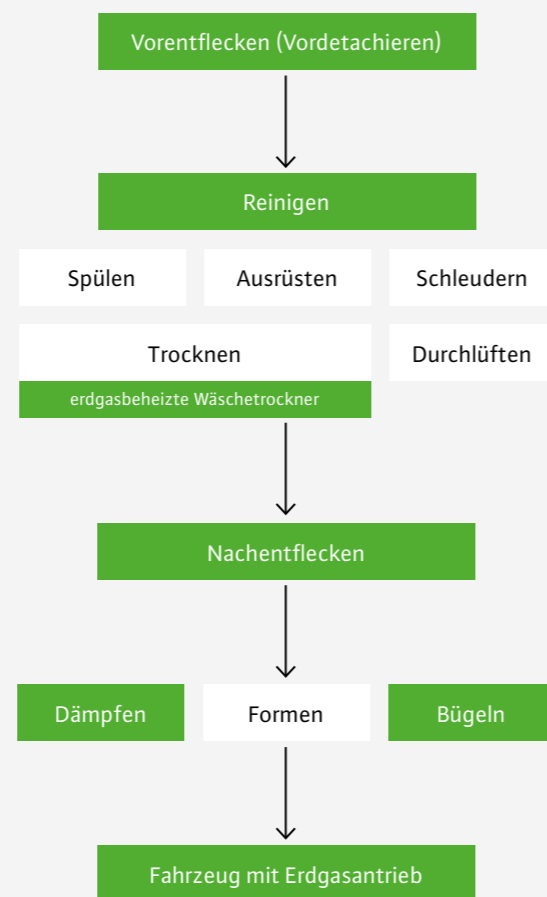 Vorentflecken (Vordetachieren)
Reinigen
Spülen
Ausrüsten
Schleudern
Trocknen
Durchlüften
erdgasbeheizte Wäschetrockner
Nachentflecken
Dämpfen
Formen
Bügeln
Fahrzeug mit Erdgasantrieb